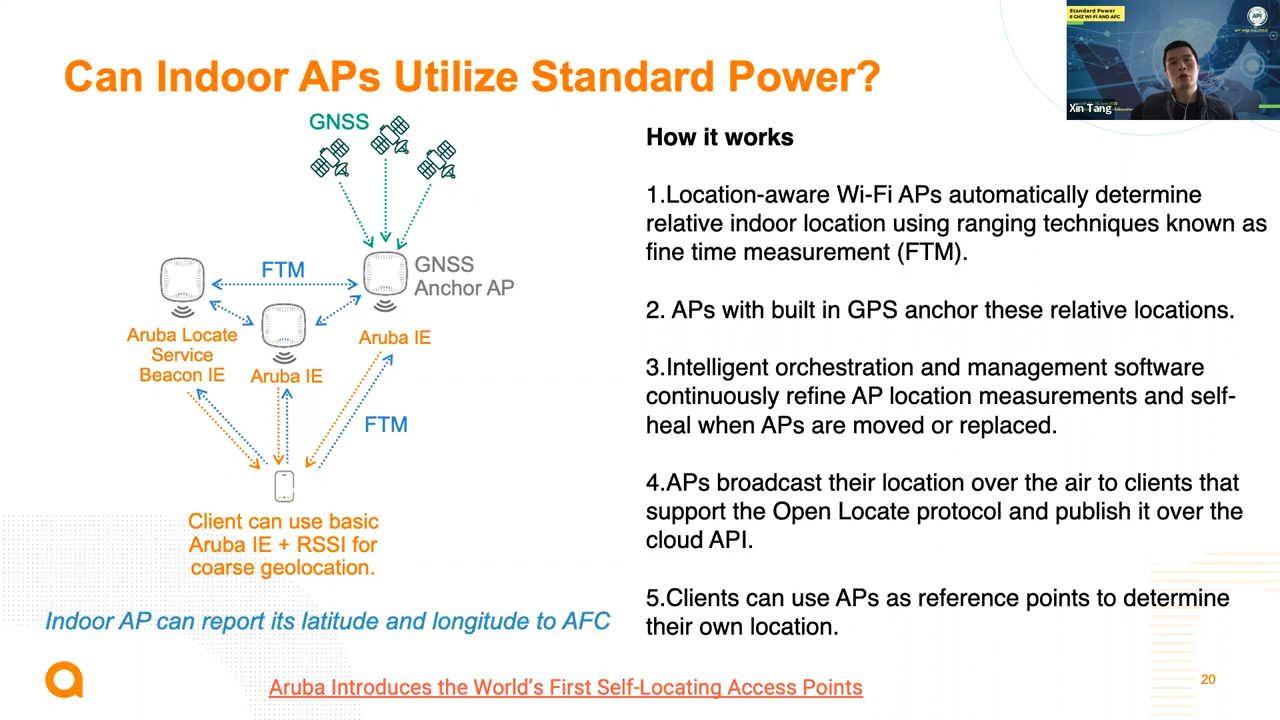 Can Indoor APs Utilize Standard Power?
Standard Power
6 GHZ WI-FI AND AFC
Xin Tang
GNSS
FTM
GNSS
Anchor AP
Aruba Locate
Service
Beacon IE
Aruba IE
Aruba IE
FTM
Client can use basic
Aruba IE + RSSI for
coarse geolocation.
Indoor AP can report its latitude and longitude to AFC
How it works
1.Location-aware Wi-Fi APs automatically determine
relative indoor location using ranging techniques known as
fine time measurement (FTM).
2. APs with built in GPS anchor these relative locations.
3.Intelligent orchestration and management software
continuously refine AP location measurements and self-
heal when APs are moved or replaced.
4.APs broadcast their location over the air to clients that
support the Open Locate protocol and publish it over the
cloud API.
5.Clients can use APs as reference points to determine
their own location.
Aruba Introduces the World’s First Self-Locating Access Points
20